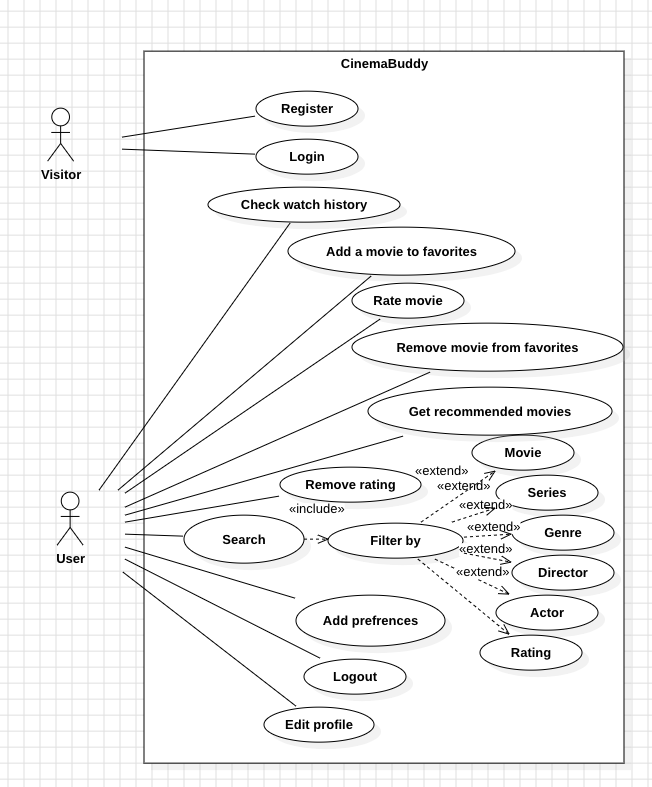 CinemaBuddy
Register
Login
Visitor
Check watch history
Add a movie to favorites
Rate movie
Remove movie from favorites
Get recommended movies
Movie
«extend»
Remove rating
«extend»
Series
«include»
«extend»
«extend»
Search
Filter by
Genre
User
«extend»
«extend»
Director
Actor
Add prefrences
Rating
Logout
Edit profile